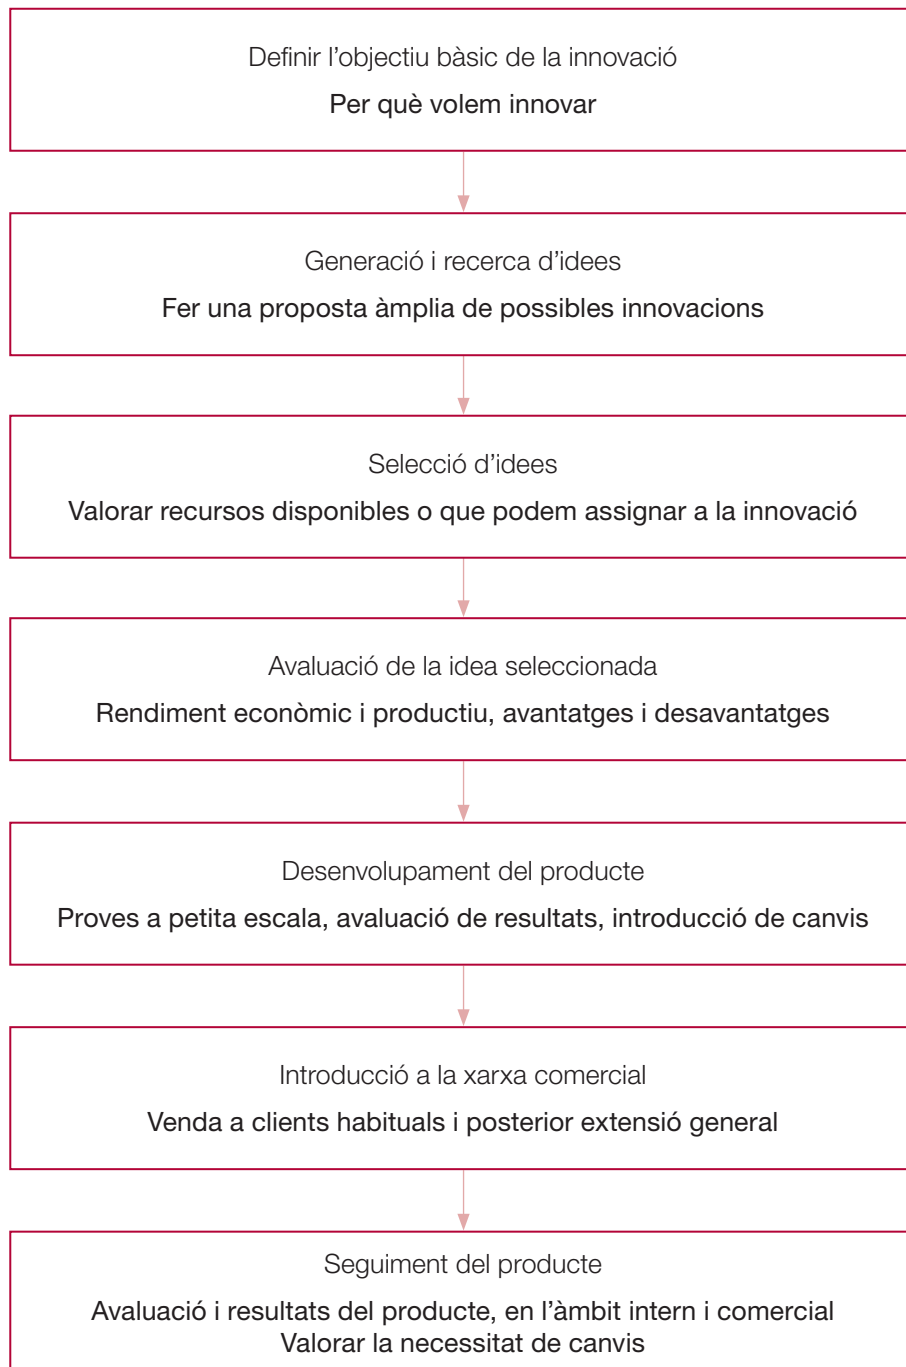 Definir l’objectiu bàsic de la innovació
Per què volem innovar
Generació i recerca d’idees
Fer una proposta àmplia de possibles innovacions
Selecció d’idees
Valorar recursos disponibles o que podem assignar a la innovació
Avaluació de la idea seleccionada
Rendiment econòmic i productiu, avantatges i desavantatges
Desenvolupament del producte
Proves a petita escala, avaluació de resultats, introducció de canvis
Introducció a la xarxa comercial
Venda a clients habituals i posterior extensió general
Seguiment del producte
Avaluació i resultats del producte, en l’àmbit intern i comercial
Valorar la necessitat de canvis